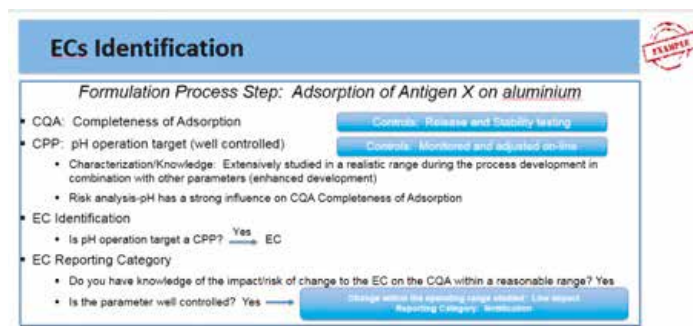 ECs Identification
EXAMPLE
Formulation Process Step: Adsorption of Antigen X on aluminium
CQA: Completeness of Adsorption
Controls: Release and Stability testing
CPP: pH operation target (well controlled)
Controls: Monitored and adjusted on-line
Characterization/Knowledge: Extensively studied in a realistic range during the process development in
combination with other parameters (enhanced development)
Risk analysis-pH has a strong influence on CQA Completeness of Adsorption
EC Identification
Is pH operation target a CPP? Yes EC
EC Reporting Category
Do you have knowledge of the impact/risk of change to the EC on the CQA within a reasonable range? Yes
Is the parameter well controlled? Yes
Change within the operating range studied: Low impact
Reporting Category: Notification